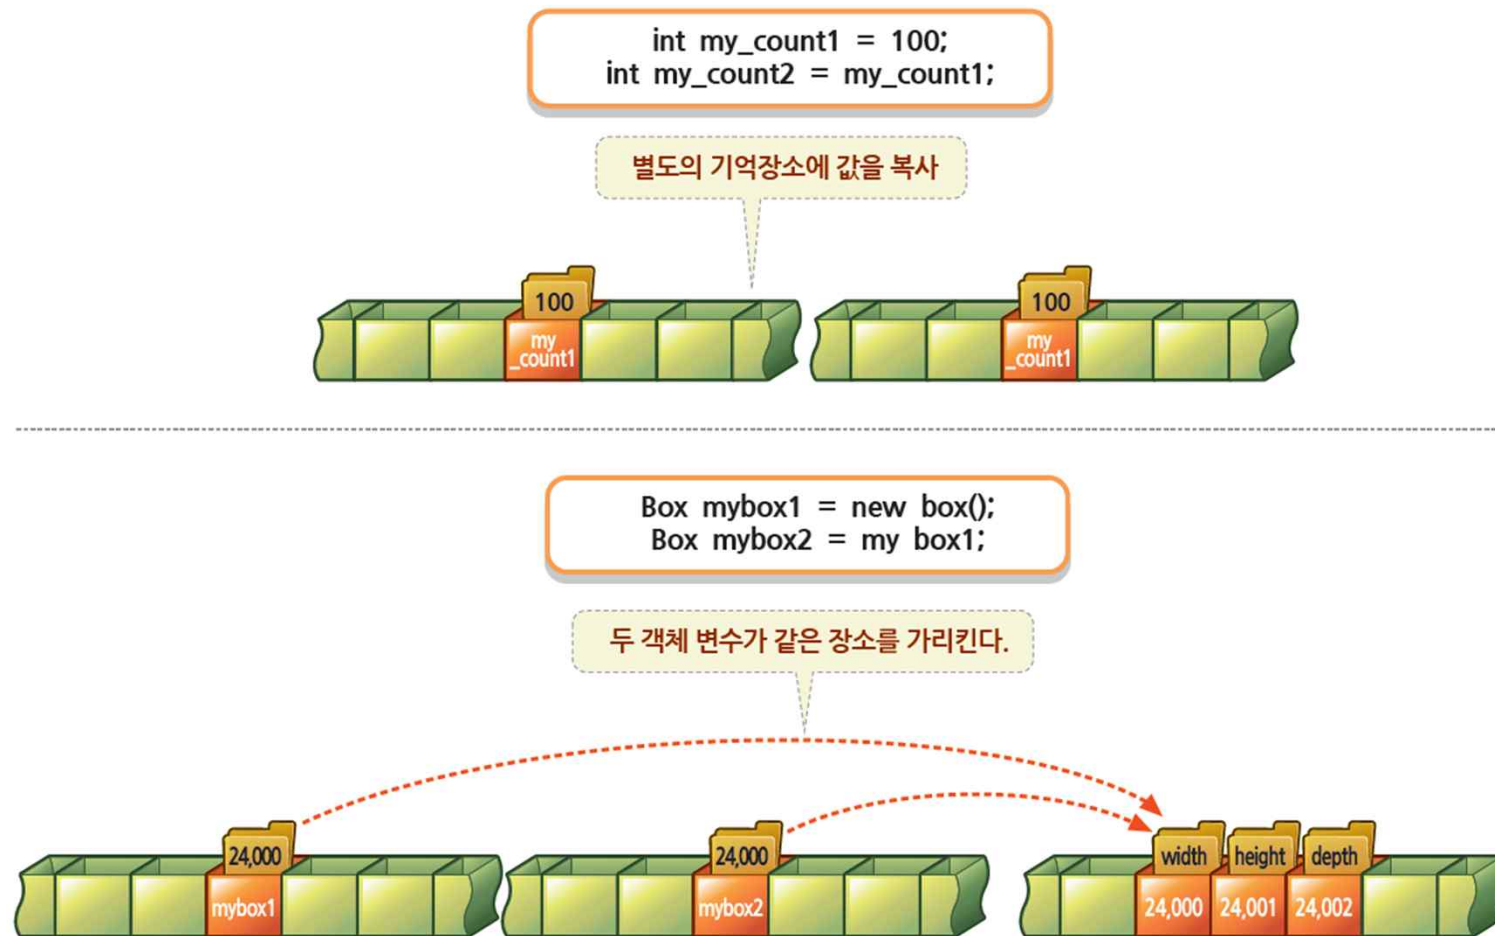 int my_count1 = 100;
int my_count2 = my_count1;
별도의 기억장소에 값을 복사
100
my
_count1
100
my
_count1
Box mybox1 = new box();
Box mybox2 = my box1;
두 객체 변수가 같은 장소를 가리킨다.
24,000
mybox1
24,000
mybox2
width height depth
24,000 24,001 24,002